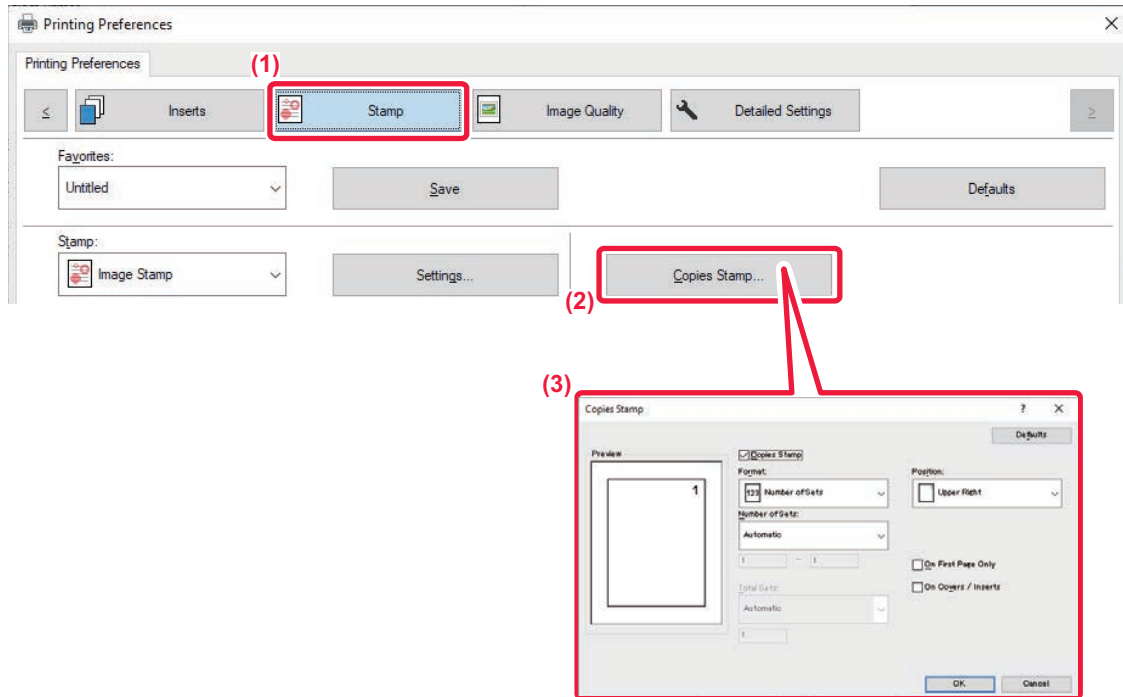 Printing Preferences
Printing Preferences
(1)
< Inserts Stamp Image Quality Detailed Settings >
Favorites:
Untitled Save Defaults
Stamp:
Image Stamp Settings... Copies Stamp...
(2)
(3)
Copies Stamp ? X
Defaults
Preview
Copies Stamp
Format: Position:
1 123 Number of Sets Upper Right
Number of Sets:
Automatic
1 - 1 On First Page Only
Total Sets: On Covers / Inserts
Automatic
1
OK Cancel